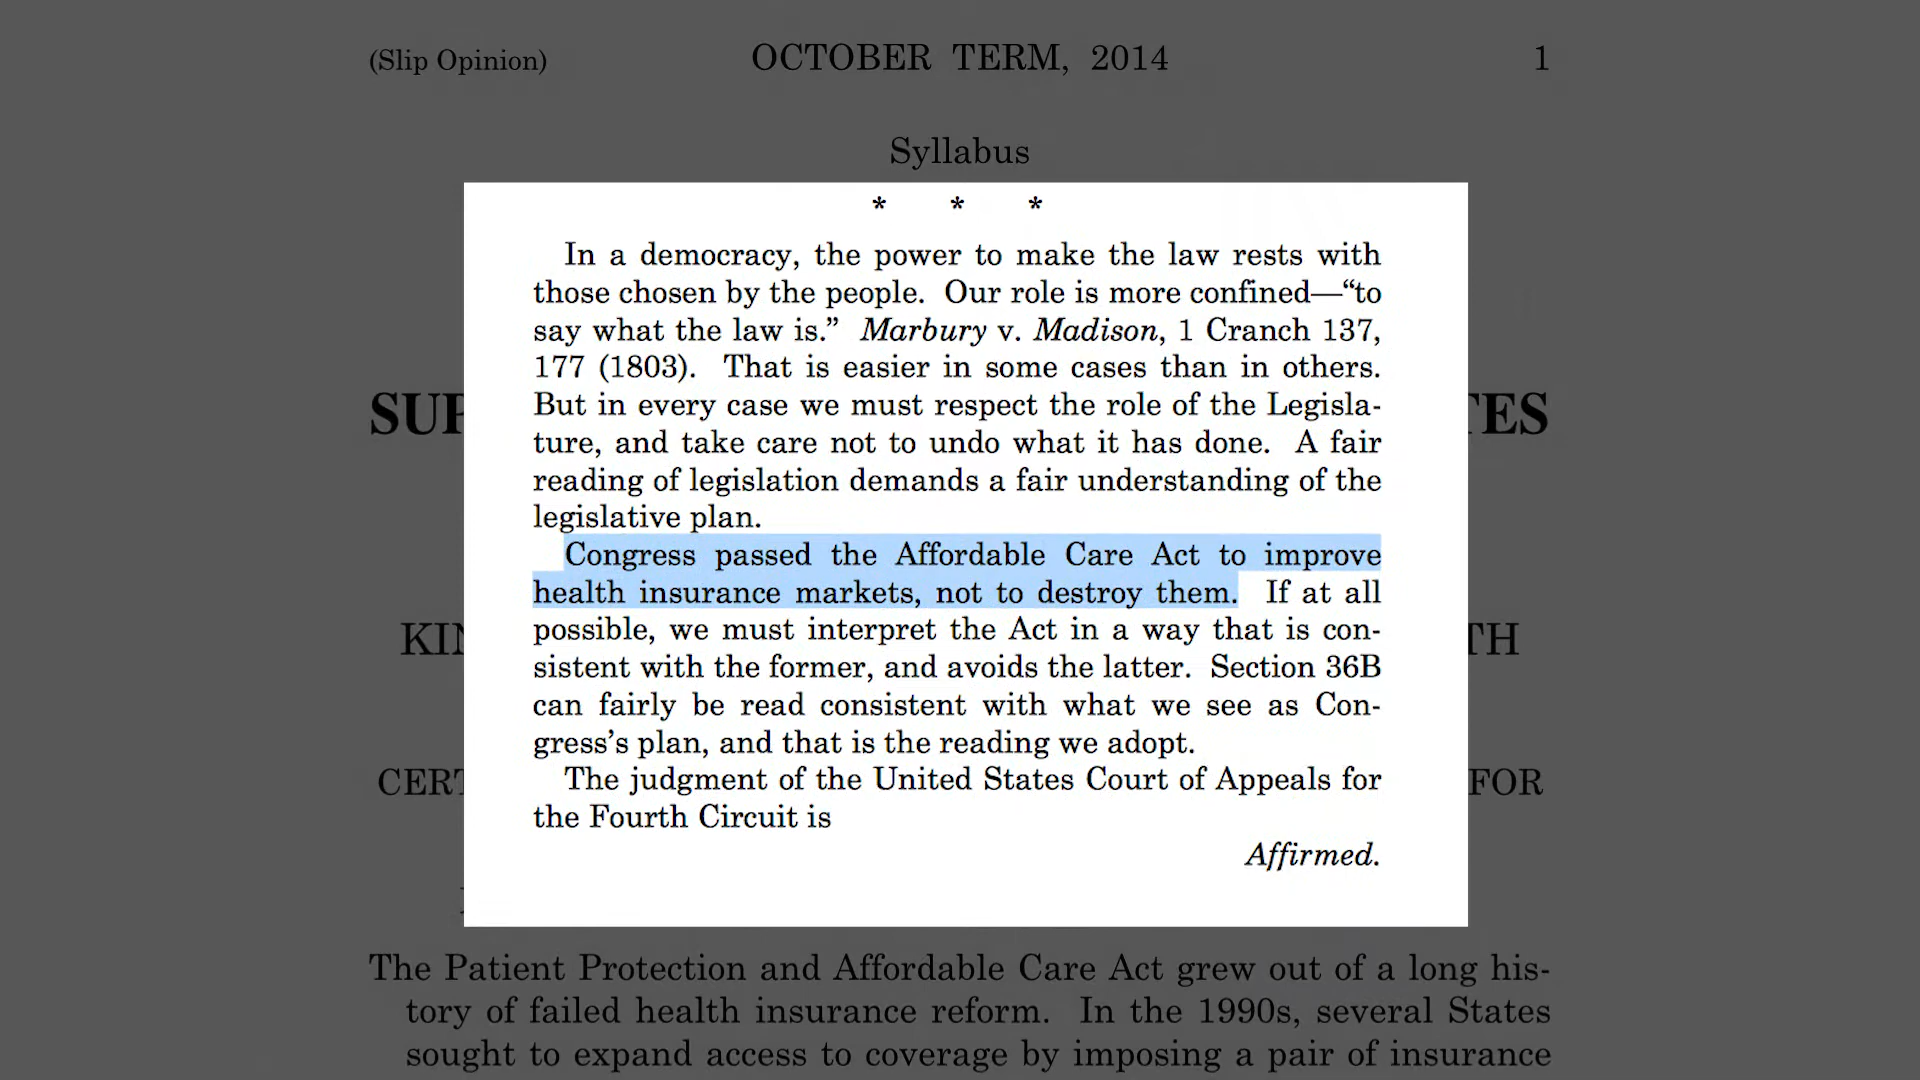 (Slip Opinion) OCTOBER TERM, 2014 1
Syllabus
* * *
In a democracy, the power to make the law rests with
those chosen by the people. Our role is more confined—“to
say what the law is.” Marbury v. Madison, 1 Cranch 137,
177 (1803). That is easier in some cases than in others.
But in every case we must respect the role of the Legisla-
ture, and take care not to undo what it has done. A fair
reading of legislation demands a fair understanding of the
legislative plan.
Congress passed the Affordable Care Act to improve
health insurance markets, not to destroy them. If at all
possible, we must interpret the Act in a way that is con-
sistent with the former, and avoids the latter. Section 36B
can fairly be read consistent with what we see as Con-
gress’s plan, and that is the reading we adopt.
The judgment of the United States Court of Appeals for
the Fourth Circuit is
Affirmed.
FOR
The Patient Protection and Affordable Care Act grew out of a long his-
tory of failed health insurance reform. In the 1990s, several States
sought to expand access to coverage by imposing a pair of insurance